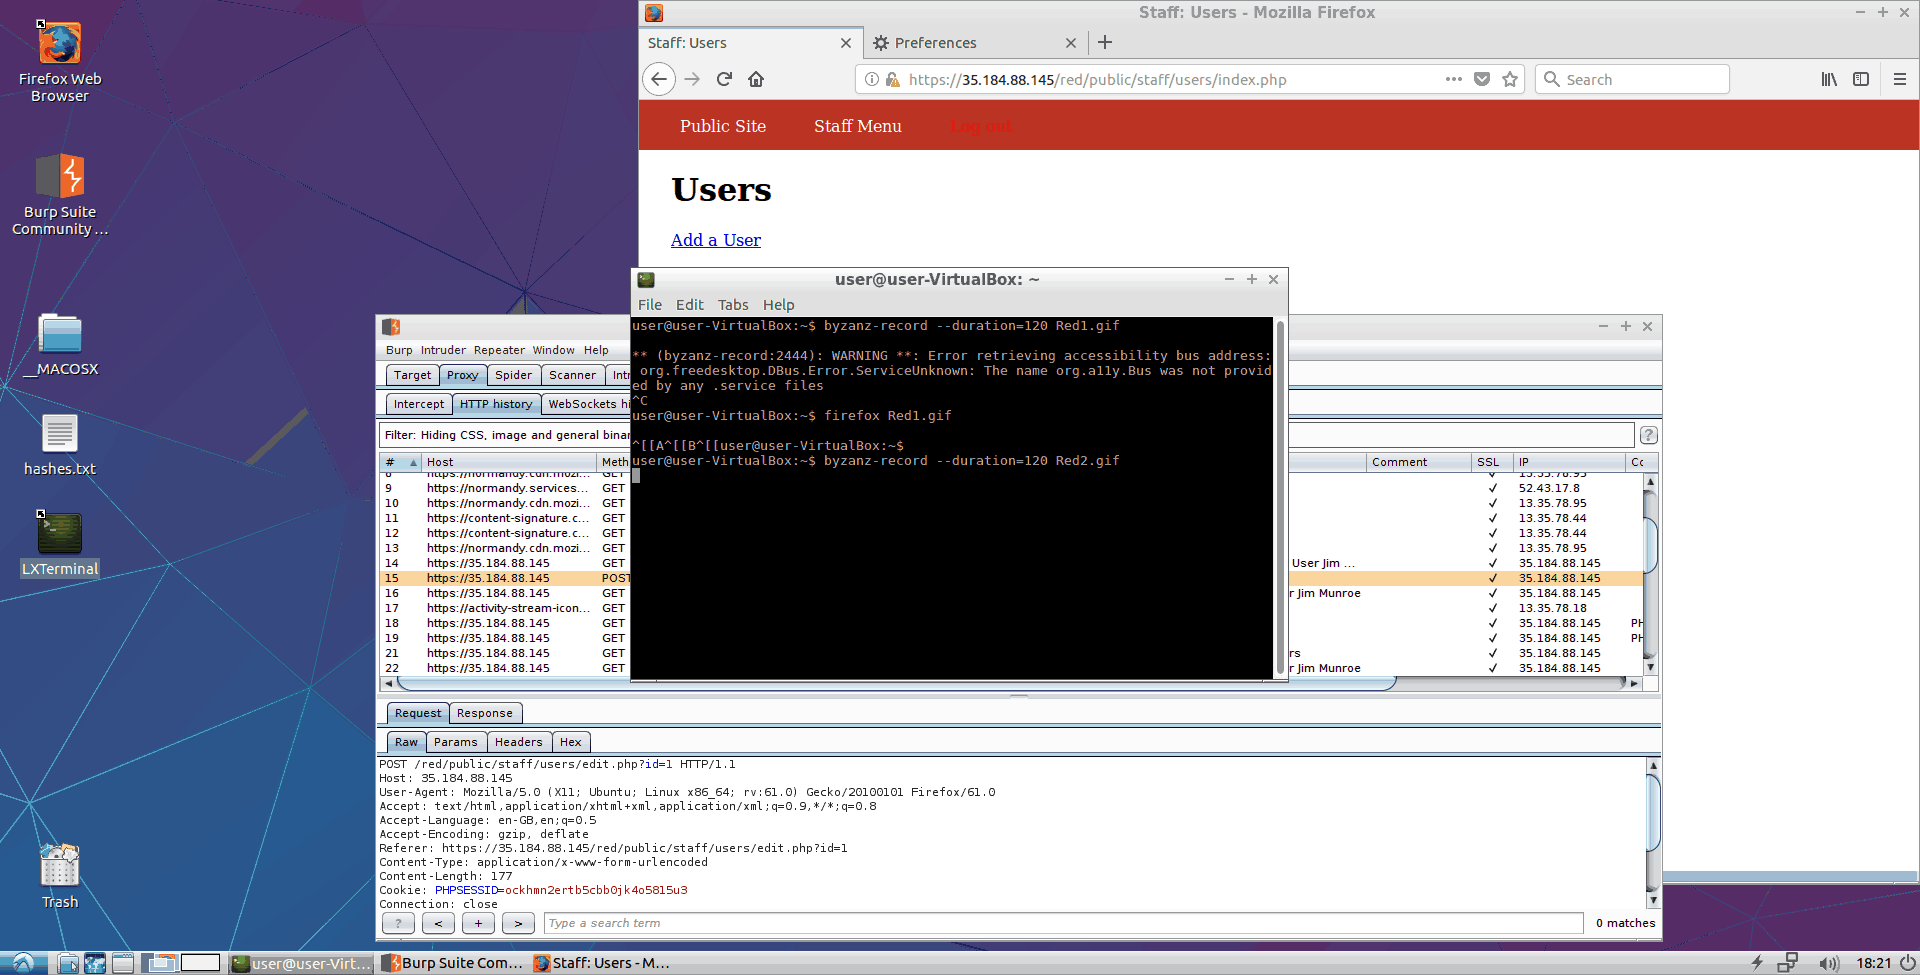 Firefox Web
Browser
Burp Suite
Community ...
__MACOSX
hashes.txt
LXTerminal
Trash
Staff: Users - Mozilla Firefox
Staff: Users
Preferences
https://35.184.88.145/red/public/staff/users/index.php
Search
Public Site
Staff Menu
Log out
Users
Add a User
user@user-VirtualBox: ~
File Edit Tabs Help
user@user-VirtualBox:~$ byzanz-record --duration=120 Red1.gif
** (byzanz-record:2444): WARNING **: Error retrieving accessibility bus address:
org.freedesktop.DBus.Error.ServiceUnknown: The name org.a11y.Bus was not provid
ed by any .service files
^C
user@user-VirtualBox:~$ firefox Red1.gif
^[[A^[[B^[[user@user-VirtualBox:~$
user@user-VirtualBox:~$ byzanz-record --duration=120 Red2.gif
Burp Intruder Repeater Window Help
Target Proxy Spider Scanner Intr
Intercept HTTP history WebSockets hi
Filter: Hiding CSS, image and general binar
?
# Host Meth Comment SSL IP Cc
8 https://normandy.cdn.mozi... GET ✓ 13.35.78.95
9 https://normandy.services... GET ✓ 52.43.17.8
10 https://normandy.cdn.mozi... GET ✓ 13.35.78.95
11 https://content-signature.c... GET ✓ 13.35.78.44
12 https://content-signature.c... GET ✓ 13.35.78.44
13 https://normandy.cdn.mozi... GET ✓ 13.35.78.95
14 https://35.184.88.145 GET User Jim ... ✓ 35.184.88.145
15 https://35.184.88.145 POST ✓ 35.184.88.145
16 https://35.184.88.145 GET r Jim Munroe ✓ 35.184.88.145
17 https://activity-stream-icon... GET ✓ 13.35.78.18
18 https://35.184.88.145 GET ✓ 35.184.88.145 PH
19 https://35.184.88.145 GET ✓ 35.184.88.145 PH
21 https://35.184.88.145 GET rs ✓ 35.184.88.145
22 https://35.184.88.145 GET r Jim Munroe ✓ 35.184.88.145
Request Response
Raw Params Headers Hex
POST /red/public/staff/users/edit.php?id=1 HTTP/1.1
Host: 35.184.88.145
User-Agent: Mozilla/5.0 (X11; Ubuntu; Linux x86_64; rv:61.0) Gecko/20100101 Firefox/61.0
Accept: text/html,application/xhtml+xml,application/xml;q=0.9,*/*;q=0.8
Accept-Language: en-GB,en;q=0.5
Accept-Encoding: gzip, deflate
Referer: https://35.184.88.145/red/public/staff/users/edit.php?id=1
Content-Type: application/x-www-form-urlencoded
Content-Length: 177
Cookie: PHPSESSID=ockhmn2ertb5cbb0jk4o5815u3
Connection: close
? < + > Type a search term 0 matches
user@user-Virt... Burp Suite Com... Staff: Users - M... 18:21